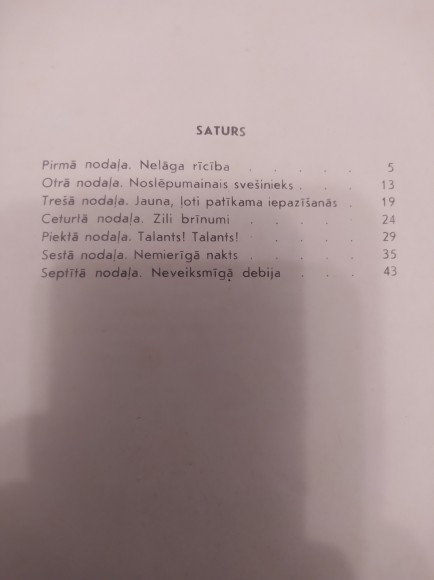 SATURS
Pirmā nodaļa. Nelāga rīcība . . . . . 5
Otrā nodaļa. Noslēpumainais svešinieks . . . 13
Trešā nodaļa. Jauna, ļoti patīkama iepazīšanās . 19
Ceturtā nodaļa. Zili brīnumi . . . . . 24
Piektā nodaļa. Talants! Talants! . . . . 29
Sestā nodaļa. Nemierīgā nakts . . . . 35
Septītā nodaļa. Neveiksmīgā debija . . . 43